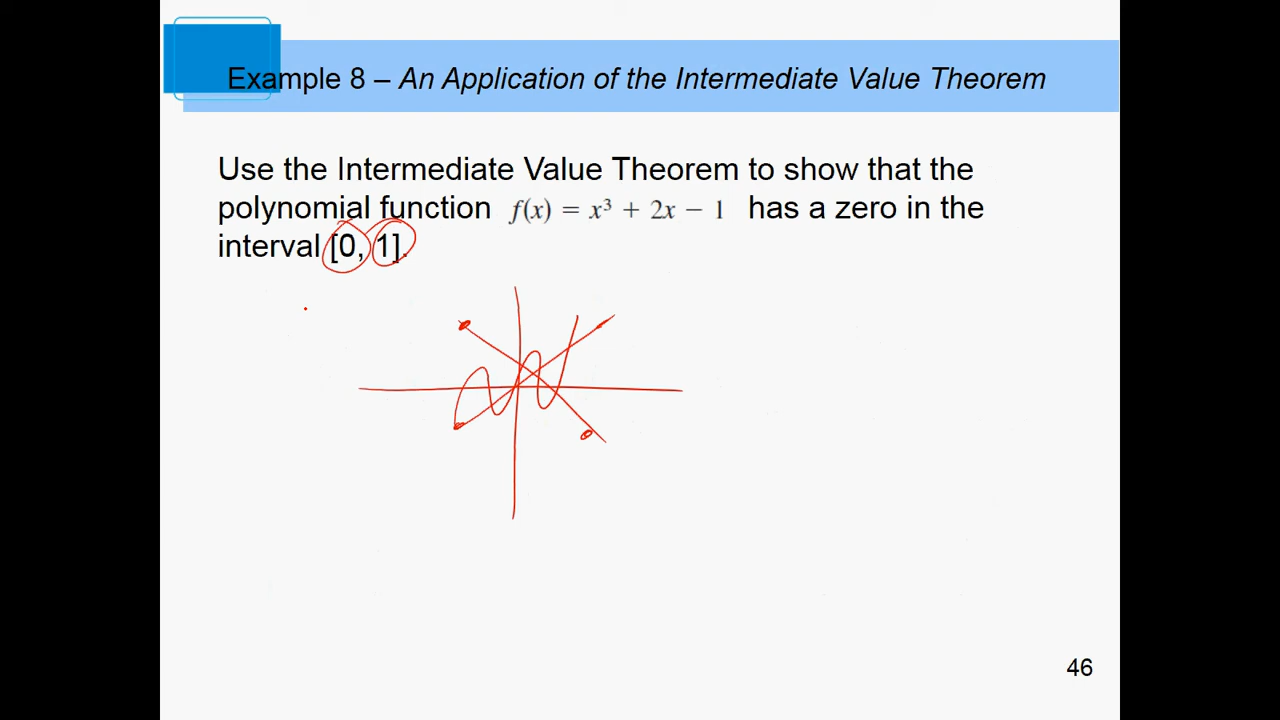 Example 8 – An Application of the Intermediate Value Theorem
Use the Intermediate Value Theorem to show that the
polynomial function f(x) = x³ + 2x − 1 has a zero in the
interval [0, 1].
46